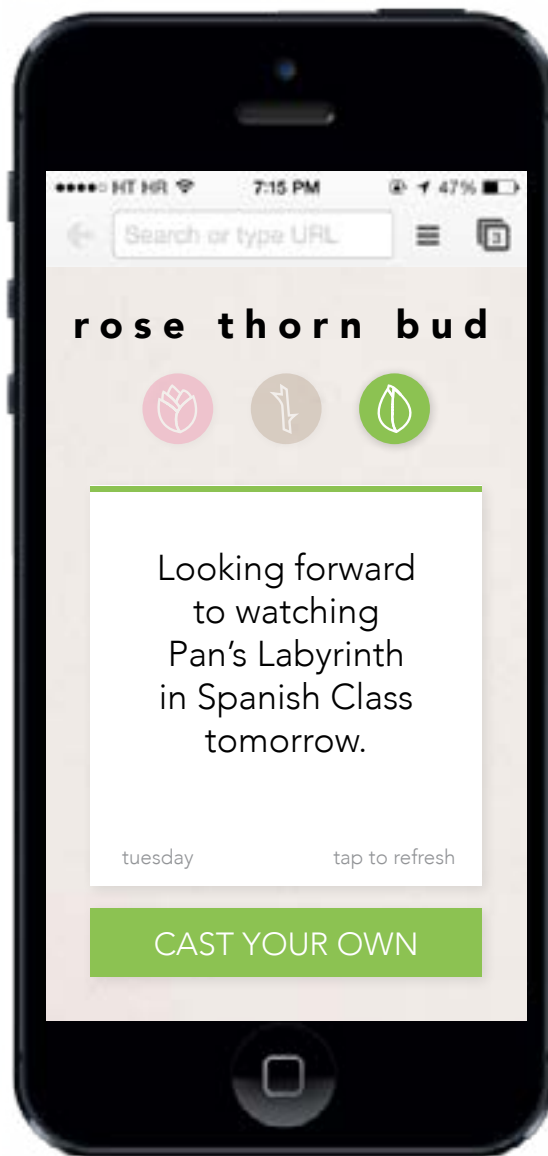 HT HR 7:15 PM 47%
Search or type URL 3
rose thorn bud
Looking forward
to watching
Pan's Labyrinth
in Spanish Class
tomorrow.
tuesday tap to refresh
CAST YOUR OWN